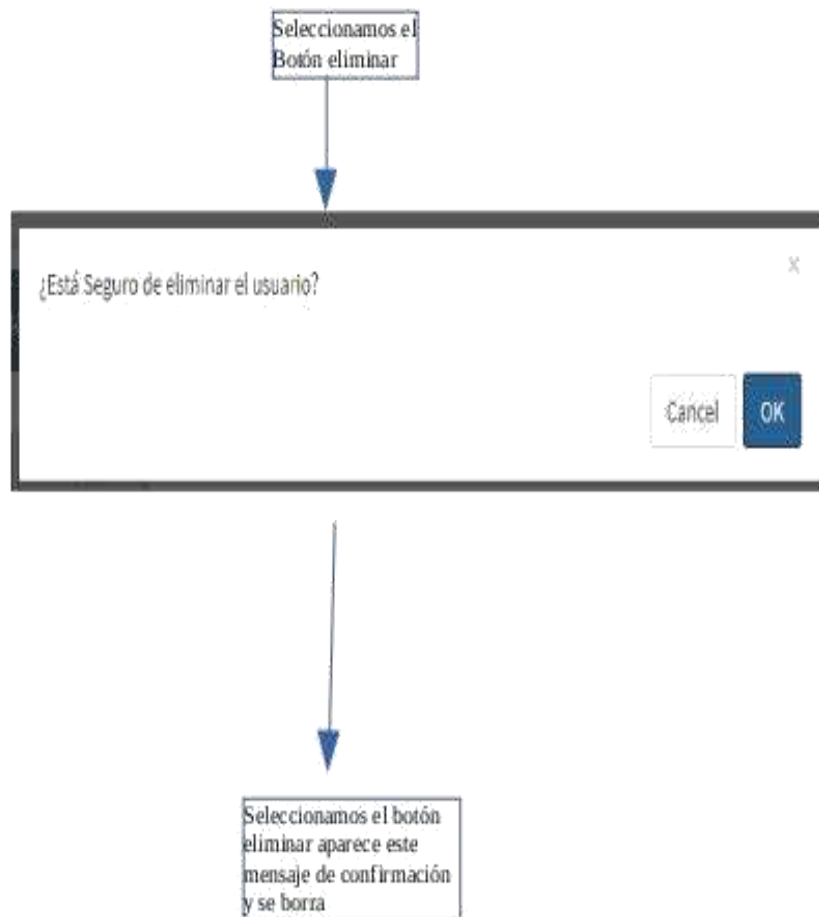 Seleccionamos el
Botón eliminar
x
¿Está Seguro de eliminar el usuario?
Cancel OK
Seleccionamos el botón
eliminar aparece este
mensaje de confirmación
y se borra